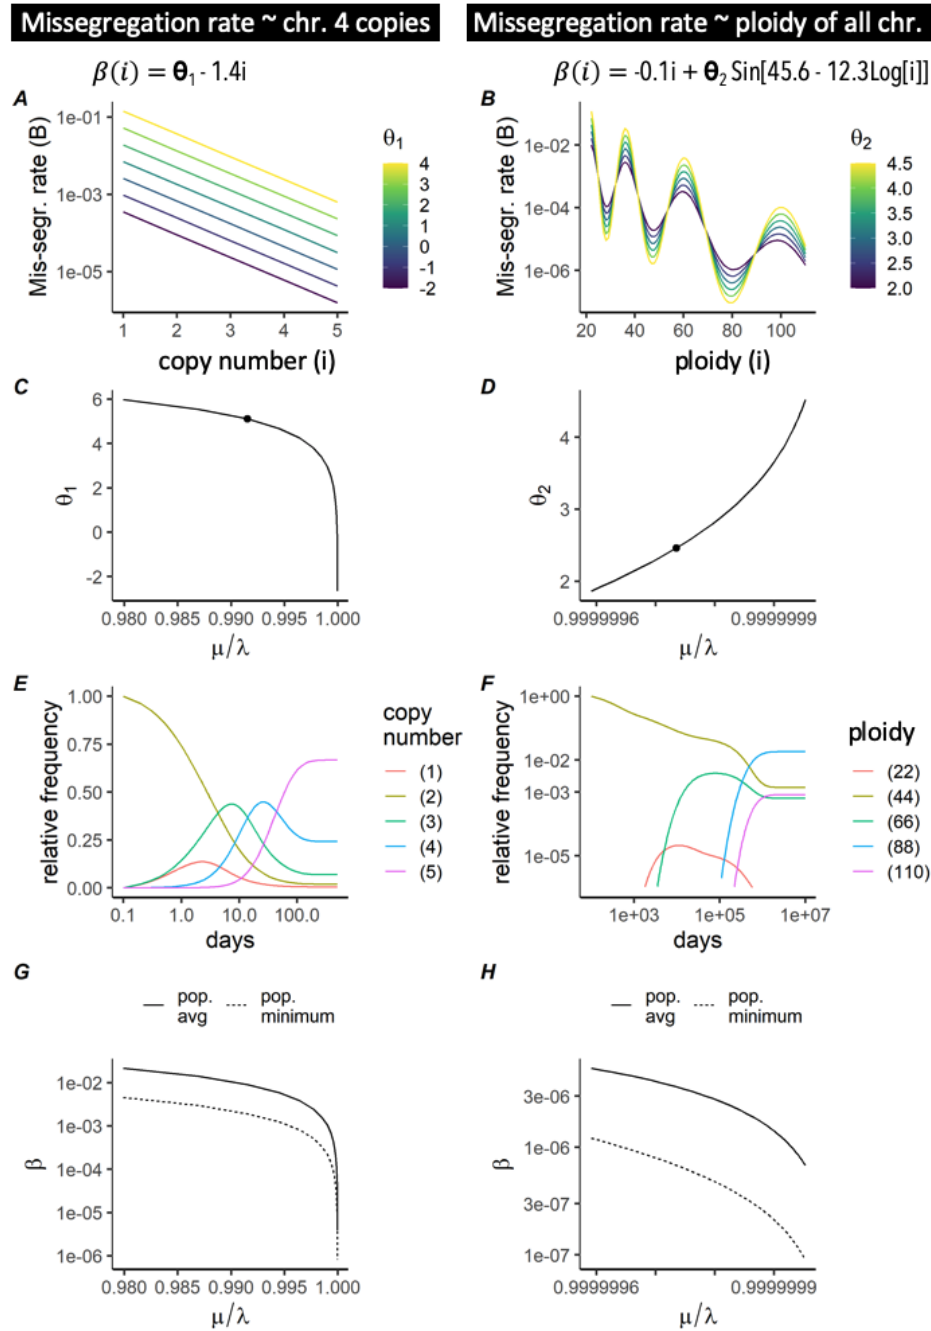 Missegregation rate ~ chr. 4 copies
Missegregation rate ~ ploidy of all chr.
β(i) = θ1 - 1.4i
β(i) = -0.1i + θ2 Sin[45.6 - 12.3Log[i]]
A
Mis-segr. rate (B)
1e-01
1e-03
1e-05
1 2 3 4 5
copy number (i)
θ1
4
3
2
1
0
-1
-2
B
Mis-segr. rate (B)
1e-02
1e-04
1e-06
20 40 60 80 100
ploidy (i)
θ2
4.5
4.0
3.5
3.0
2.5
2.0
C
θ1
6
4
2
0
-2
0.980 0.985 0.990 0.995 1.000
μ/λ
D
θ2
4
2
0.9999996 0.9999999
μ/λ
E
relative frequency
1.00
0.75
0.50
0.25
0.00
0.1 1.0 10.0 100.0
days
copy
number
(1)
(2)
(3)
(4)
(5)
F
relative frequency
1e+00
1e-02
1e-03
1e-05
1e+03 1e+05 1e+07
days
ploidy
(22)
(44)
(66)
(88)
(110)
G
pop. avg
pop. minimum
β
1e-02
1e-03
1e-04
1e-05
1e-06
0.980 0.985 0.990 0.995 1.000
μ/λ
H
pop. avg
pop. minimum
β
3e-06
1e-06
3e-07
1e-07
0.9999996 0.9999999
μ/λ